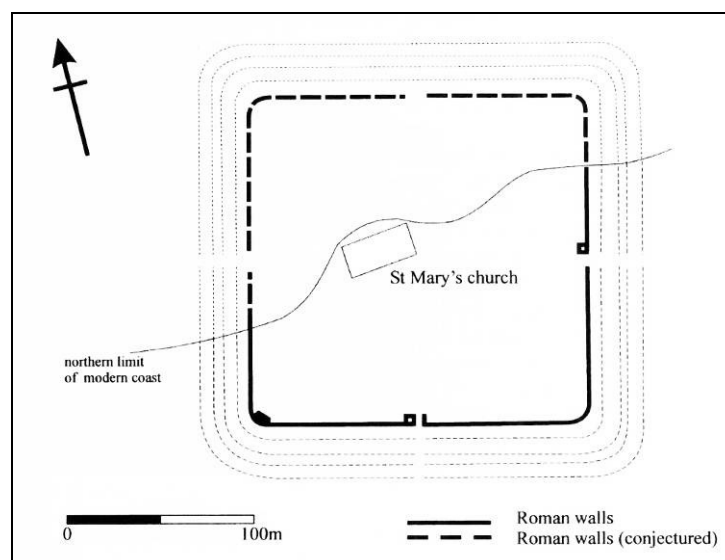 St Mary's church
northern limit
of modern coast
0
100m
Roman walls
Roman walls (conjectured)